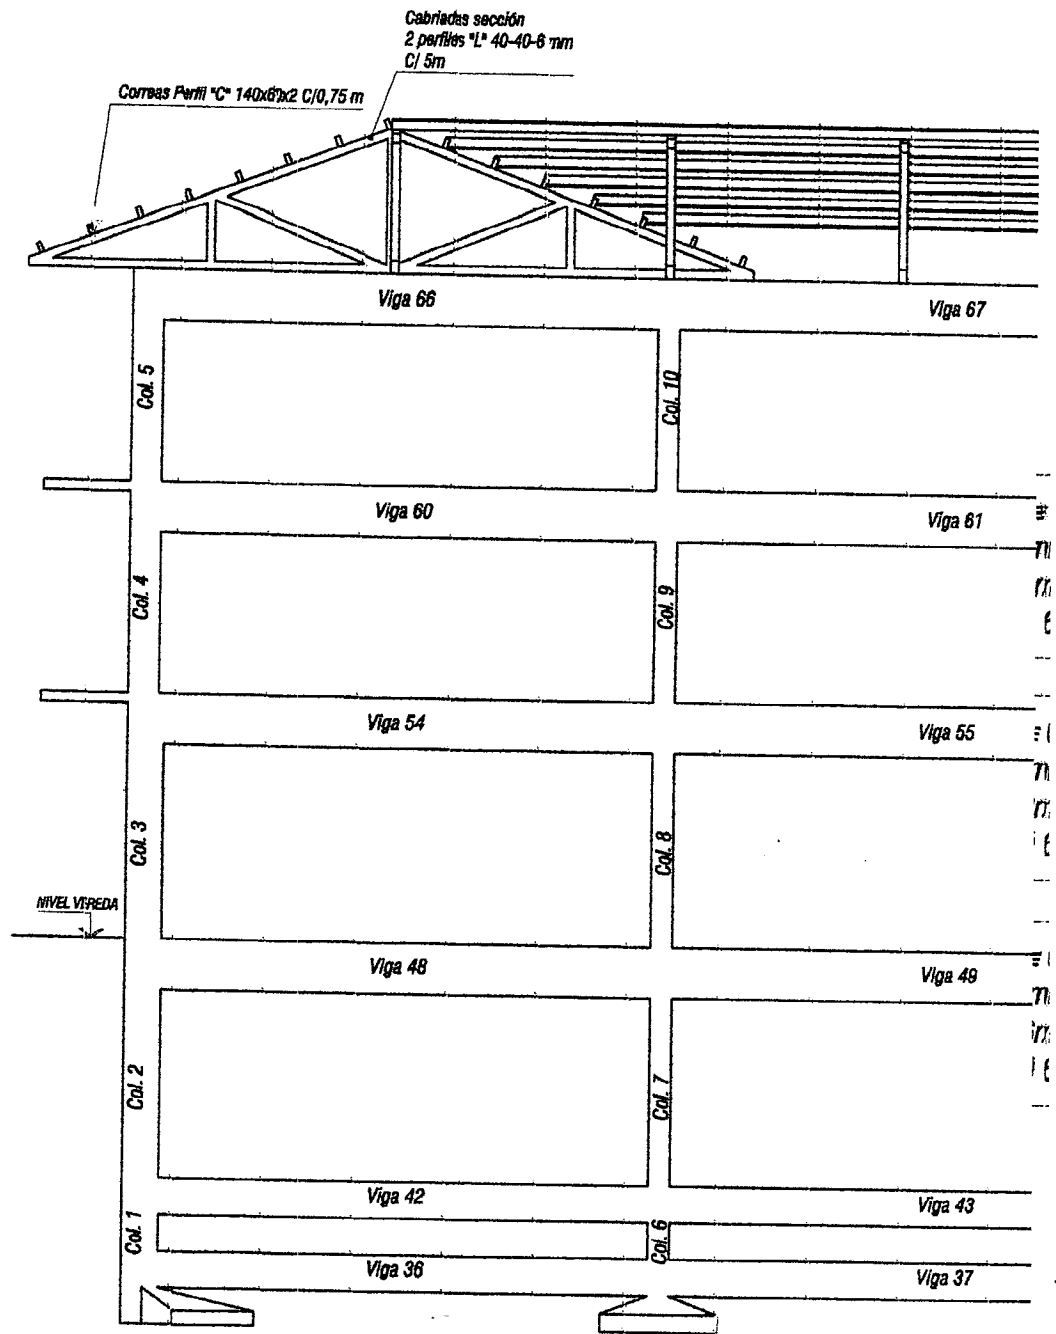 Cabriadas sección
2 perfiles "L" 40-40-6 mm
C/ 5m
Correas Perfil "C" 140x60x2 C/0,75 m
Viga 66
Viga 67
Col. 5
Col. 10
Viga 60
Viga 61
Col. 4
Col. 9
Viga 54
Viga 55
Col. 3
Col. 8
NIVEL VEREDA
Viga 48
Viga 49
Col. 2
Col. 7
Viga 42
Viga 43
Col. 1
Col. 6
Viga 36
Viga 37